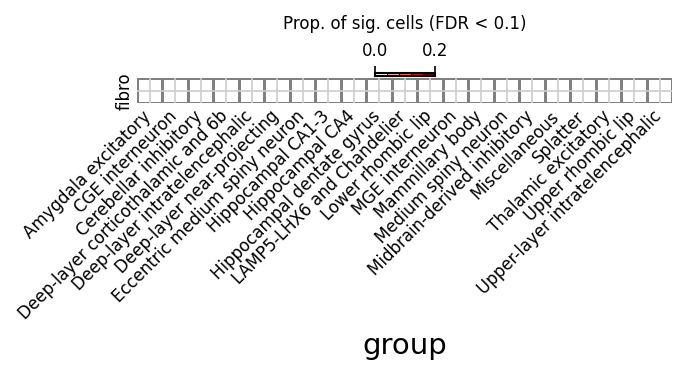 Prop. of sig. cells (FDR < 0.1)
0.0 0.2
fibro
Amygdala excitatory
CGE interneuron
Cerebellar inhibitory
Deep-layer corticothalamic and 6b
Deep-layer intratelencephalic
Deep-layer near-projecting
Eccentric medium spiny neuron
Hippocampal CA1-3
Hippocampal CA4
Hippocampal dentate gyrus
LAMP5-LHX6 and Chandelier
Lower rhombic lip
MGE interneuron
Mammillary body
Medium spiny neuron
Midbrain-derived inhibitory
Miscellaneous
Splatter
Thalamic excitatory
Upper rhombic lip
Upper-layer intratelencephalic
group